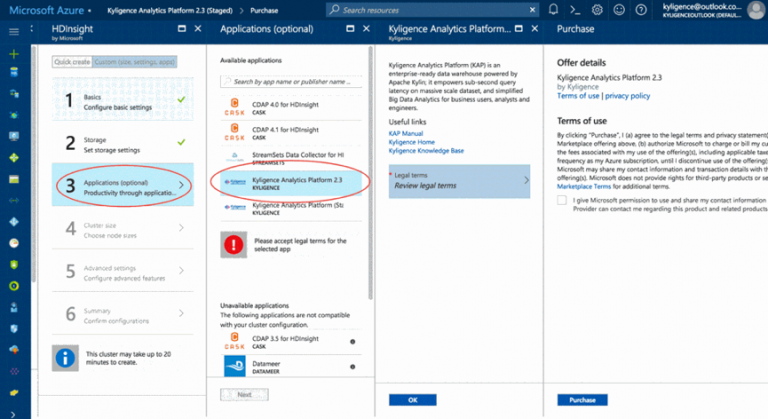 Microsoft Azure
Kyligence Analytics Platform 2.3 (Staged) > Purchase
Search resources
kyligence@outlook.co...
KYLIGENCEOUTLOOK (DEFAUL...
HDInsight
by Microsoft
Quick create
Custom (size, settings, apps)
1
Basics
Configure basic settings
2
Storage
Set storage settings
3
Applications (optional)
Productivity through applicatio...
4
Cluster size
Choose node sizes
5
Advanced settings
Configure advanced features
6
Summary
Confirm configurations
This cluster may take up to 20
minutes to create.
Applications (optional)
Available applications
Search by app name or publisher name ...
CASK
CDAP 4.0 for HDInsight
CASK
CASK
CDAP 4.1 for HDInsight
CASK
StreamSets Data Collector for HI
STREAMSETS
Kyligence Analytics Platform 2.3
KYLIGENCE
Kyligence Analytics Platform (Sta
KYLIGENCE
Please accept legal terms for the
selected app
Unavailable applications
The following applications are not compatible
with your cluster configuration.
CASK
CDAP 3.5 for HDInsight
CASK
Datameer
DATAMEER
Next
Kyligence Analytics Platform...
Kyligence
Kyligence Analytics Platform (KAP) is an
enterprise-ready data warehouse powered by
Apache Kylin; it empowers sub-second query
latency on massive scale dataset, and simplified
Big Data Analytics for business users, analysts and
engineers.
Useful links
KAP Manual
Kyligence Home
Kyligence Knowledge Base
* Legal terms
Review legal terms
OK
Purchase
Offer details
Kyligence Analytics Platform 2.3
by Kyligence
Terms of use | privacy policy
Terms of use
By clicking "Purchase", I (a) agree to the legal terms and privacy statement(
Marketplace offering above, (b) authorize Microsoft to charge or bill my cu
the fees associated with my use of the offering(s), including applicable taxe
frequency as my Azure subscription, until I discontinue use of the offering(
Microsoft may share my contact information and transaction details with th
offering(s). Microsoft does not provide rights for third-party products or se
Marketplace Terms for additional terms.
I give Microsoft permission to use and share my contact information
Provider can contact me regarding this product and related products.
Purchase